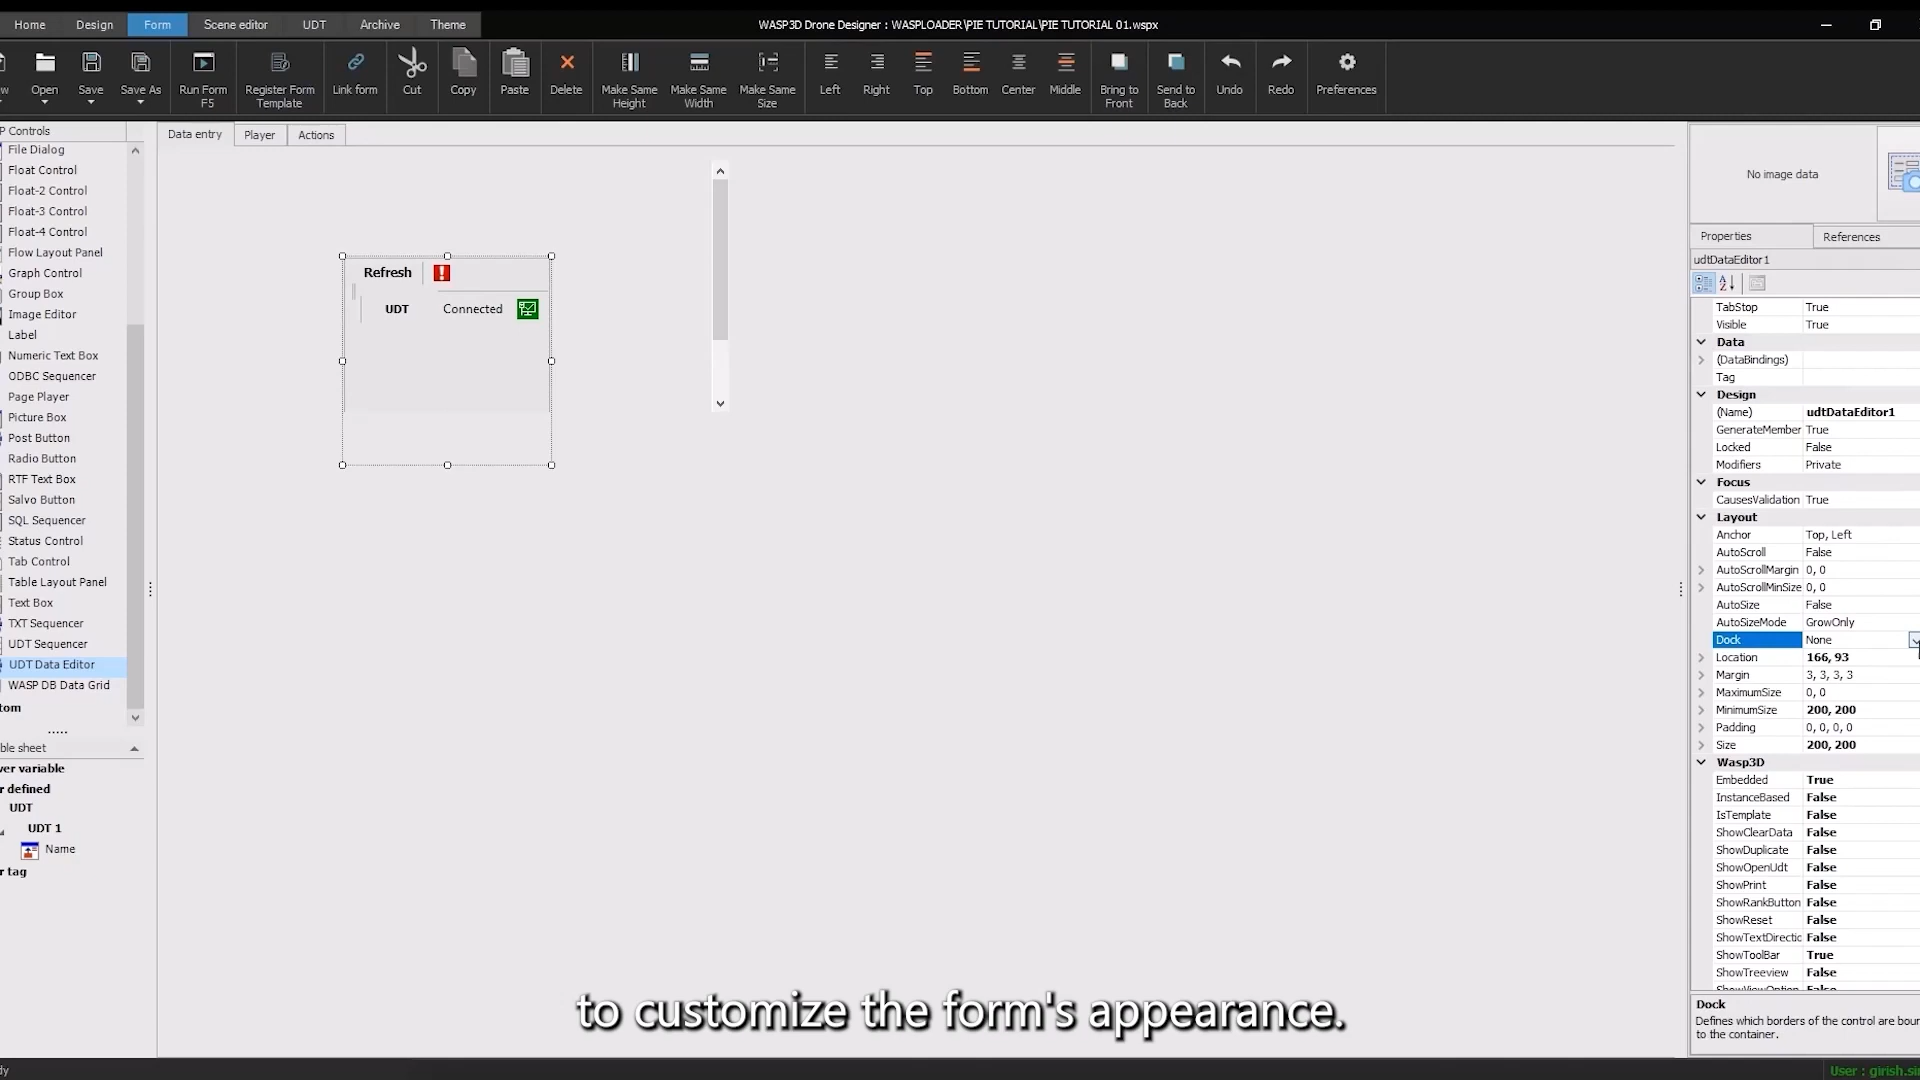 Home Design Form Scene editor UDT Archive Theme WASP3D Drone Designer : WASPLOADER\PIE TUTORIAL\PIE TUTORIAL 01.wspx
Open Save Save As Run Form F5 Register Form Template Link form Cut Copy Paste Delete Make Same Height Make Same Width Make Same Size Left Right Top Bottom Center Middle Bring to Front Send to Back Undo Redo Preferences
P Controls
File Dialog
Float Control
Float-2 Control
Float-3 Control
Float-4 Control
Flow Layout Panel
Graph Control
Group Box
Image Editor
Label
Numeric Text Box
ODBC Sequencer
Page Player
Picture Box
Post Button
Radio Button
RTF Text Box
Salvo Button
SQL Sequencer
Status Control
Tab Control
Table Layout Panel
Text Box
TXT Sequencer
UDT Sequencer
UDT Data Editor
WASP DB Data Grid
tom
ble sheet
ver variable
r defined
UDT
UDT 1
Name
r tag
Data entry Player Actions
Refresh
UDT Connected
No image data
Properties References
udtDataEditor1
TabStop True
Visible True
Data
(DataBindings)
Tag
Design
(Name) udtDataEditor1
GenerateMember True
Locked False
Modifiers Private
Focus
CausesValidation True
Layout
Anchor Top, Left
AutoScroll False
AutoScrollMargin 0, 0
AutoScrollMinSize 0, 0
AutoSize False
AutoSizeMode GrowOnly
Dock None
Location 166, 93
Margin 3, 3, 3, 3
MaximumSize 0, 0
MinimumSize 200, 200
Padding 0, 0, 0, 0
Size 200, 200
Wasp3D
Embedded True
InstanceBased False
IsTemplate False
ShowClearData False
ShowDuplicate False
ShowOpenUdt False
ShowPrint False
ShowRankButton False
ShowReset False
ShowTextDirectic False
ShowToolBar True
ShowTreeview False
Dock
Defines which borders of the control are bour
to the container.
to customize the form's appearance.
dy
User : girish.sir